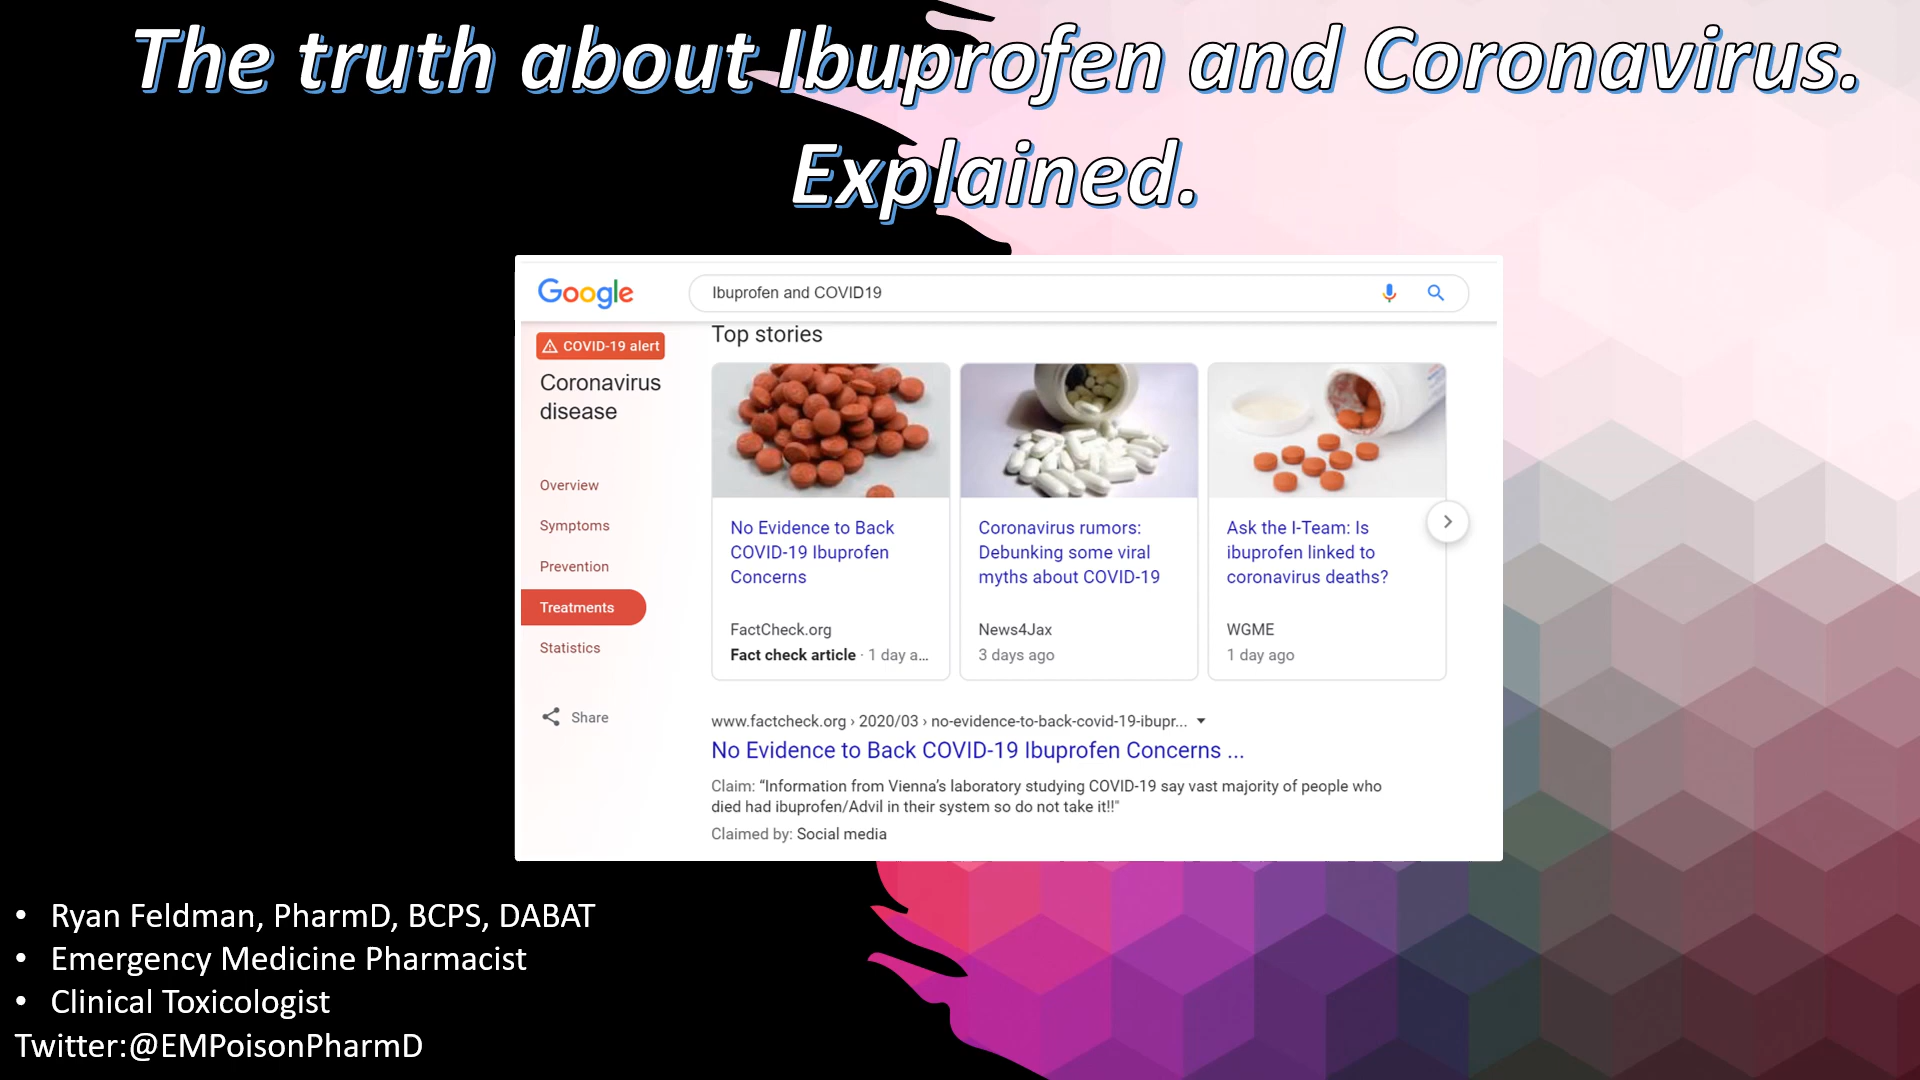 The truth about Ibuprofen and Coronavirus.
Explained.
Google
Ibuprofen and COVID19
COVID-19 alert
Coronavirus
disease
Overview
Symptoms
Prevention
Treatments
Statistics
Share
Top stories
No Evidence to Back
COVID-19 Ibuprofen
Concerns
FactCheck.org
Fact check article · 1 day a...
Coronavirus rumors:
Debunking some viral
myths about COVID-19
News4Jax
3 days ago
Ask the I-Team: Is
ibuprofen linked to
coronavirus deaths?
WGME
1 day ago
www.factcheck.org › 2020/03 › no-evidence-to-back-covid-19-ibupr...
No Evidence to Back COVID-19 Ibuprofen Concerns ...
Claim: “Information from Vienna’s laboratory studying COVID-19 say vast majority of people who
died had ibuprofen/Advil in their system so do not take it!!"
Claimed by: Social media
• Ryan Feldman, PharmD, BCPS, DABAT
• Emergency Medicine Pharmacist
• Clinical Toxicologist
Twitter:@EMPoisonPharmD